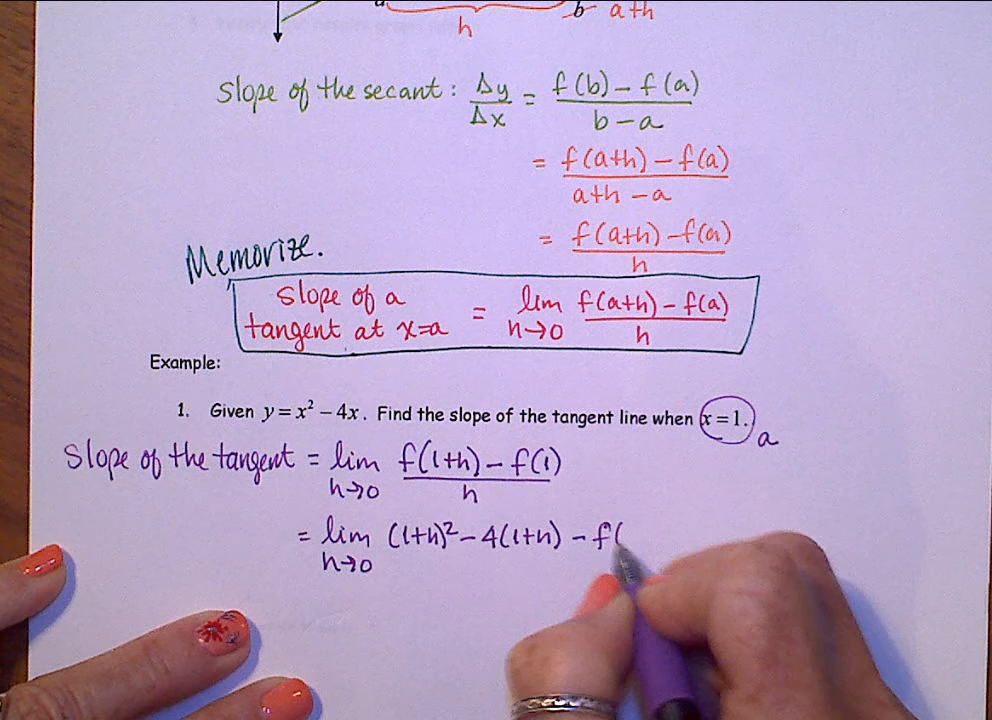 a b a+h
h
slope of the secant : Δy/Δx = f(b) - f(a) / b-a
= f(a+h) - f(a) / a+h - a
= f(a+h) - f(a) / h
Memorize.
slope of a tangent at x=a = lim h→0 f(a+h) - f(a) / h
Example:
1. Given y = x² - 4x. Find the slope of the tangent line when x = 1.
a
Slope of the tangent = lim h→0 f(1+h) - f(1) / h
= lim h→0 (1+h)² - 4(1+h) - f(